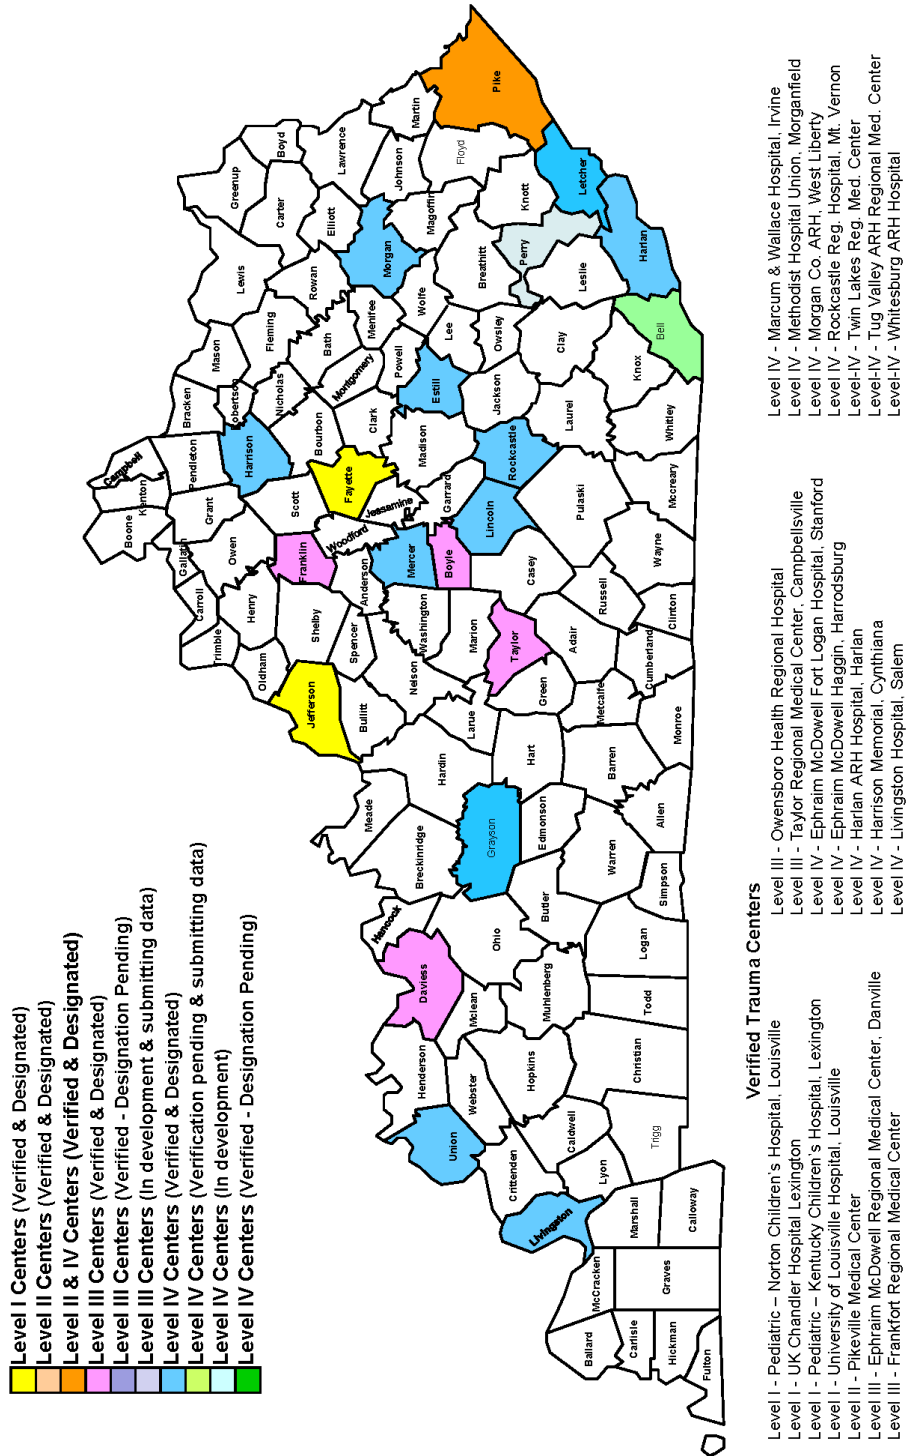 Level I Centers (Verified & Designated)
Level II Centers (Verified & Designated)
Level II & IV Centers (Verified & Designated)
Level III Centers (Verified & Designated)
Level III Centers (Verified - Designation Pending)
Level III Centers (In development & submitting data)
Level IV Centers (Verified & Designated)
Level IV Centers (Verification pending & submitting data)
Level IV Centers (In development)
Level IV Centers (Verified - Designation Pending)
Boone
Kenton
Campbell
Bracken
Pendleton
Grant
Gallatin
Carroll
Trimble
Owen
Henry
Oldham
Harrison
Robertson
Mason
Lewis
Greenup
Boyd
Carter
Fleming
Nicholas
Rowan
Elliott
Lawrence
Bath
Bourbon
Scott
Franklin
Shelby
Jefferson
Spencer
Anderson
Woodford
Fayette
Clark
Montgomery
Menifee
Morgan
Johnson
Martin
Magoffin
Floyd
Pike
Wolfe
Powell
Estill
Madison
Jessamine
Mercer
Washington
Nelson
Bullitt
Meade
Hancock
Daviess
Henderson
Union
Webster
Mclean
Breckinridge
Hardin
Larue
Marion
Boyle
Garrard
Lincoln
Rockcastle
Jackson
Lee
Owsley
Breathitt
Knott
Perry
Letcher
Leslie
Harlan
Clay
Laurel
Knox
Bell
Whitley
Pulaski
Casey
Taylor
Green
Adair
Russell
Wayne
Mccreary
Hart
Grayson
Ohio
Edmonson
Butler
Muhlenberg
Hopkins
Crittenden
Livingston
Lyon
Caldwell
Christian
Trigg
Todd
Logan
Warren
Simpson
Barren
Allen
Metcalfe
Monroe
Cumberland
Clinton
Marshall
Calloway
McCracken
Graves
Ballard
Carlisle
Hickman
Fulton
Verified Trauma Centers
Level I - Pediatric – Norton Children's Hospital, Louisville
Level I - UK Chandler Hospital Lexington
Level I - Pediatric – Kentucky Children's Hospital, Lexington
Level I - University of Louisville Hospital, Louisville
Level II - Pikeville Medical Center
Level III - Ephraim McDowell Regional Medical Center, Danville
Level III - Frankfort Regional Medical Center
Level III - Owensboro Health Regional Hospital
Level III - Taylor Regional Medical Center, Campbellsville
Level IV - Ephraim McDowell Fort Logan Hospital, Stanford
Level IV - Ephraim McDowell Haggin, Harrodsburg
Level IV - Harlan ARH Hospital, Harlan
Level IV - Harrison Memorial, Cynthiana
Level IV - Livingston Hospital, Salem
Level IV - Marcum & Wallace Hospital, Irvine
Level IV - Methodist Hospital Union, Morganfield
Level IV - Morgan Co. ARH, West Liberty
Level IV - Rockcastle Reg. Hospital, Mt. Vernon
Level-IV - Twin Lakes Reg. Med. Center
Level-IV - Tug Valley ARH Regional Med. Center
Level-IV - Whitesburg ARH Hospital